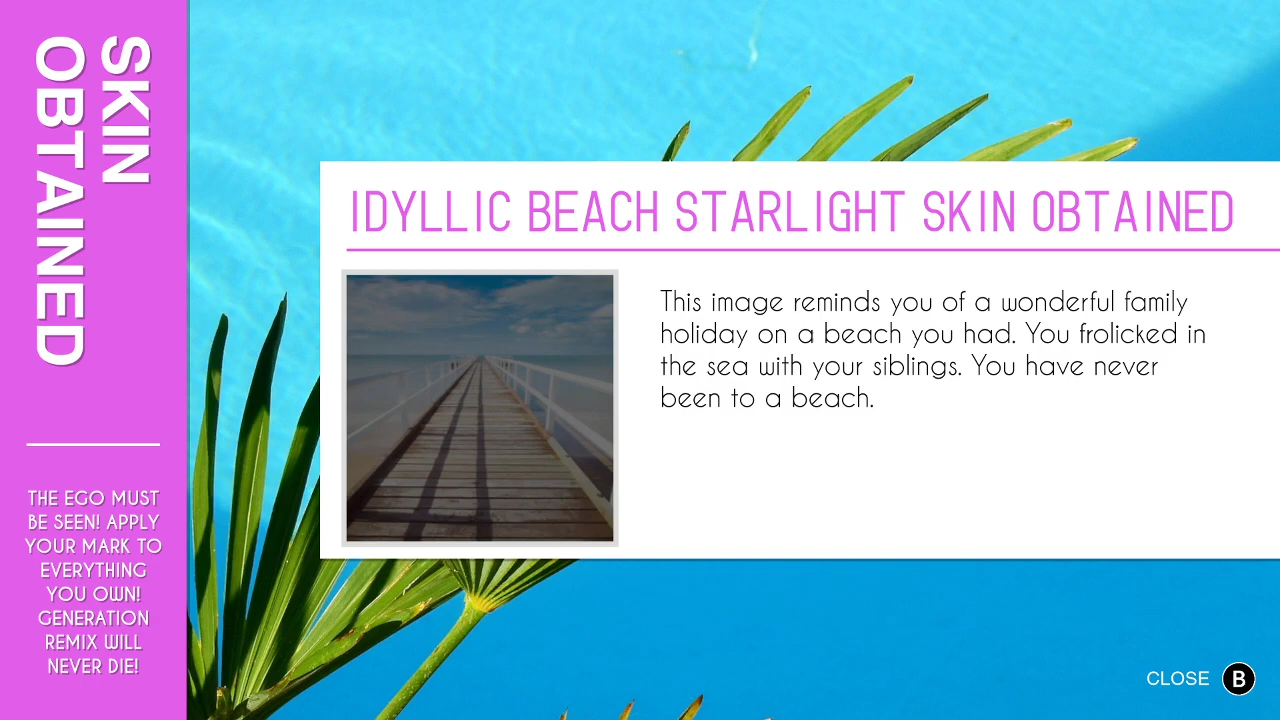 SKIN
OBTAINED
THE EGO MUST
BE SEEN! APPLY
YOUR MARK TO
EVERYTHING
YOU OWN!
GENERATION
REMIX WILL
NEVER DIE!
IDYLLIC BEACH STARLIGHT SKIN OBTAINED
This image reminds you of a wonderful family
holiday on a beach you had. You frolicked in
the sea with your siblings. You have never
been to a beach.
CLOSE B